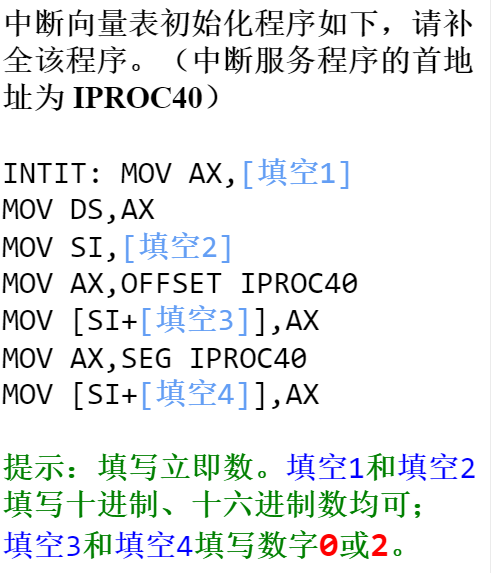 中断向量表初始化程序如下，请补
全该程序。（中断服务程序的首地
址为 IPROC40）
INTIT: MOV AX,[填空1]
MOV DS,AX
MOV SI,[填空2]
MOV AX,OFFSET IPROC40
MOV [SI+[填空3]],AX
MOV AX,SEG IPROC40
MOV [SI+[填空4]],AX
提示：填写立即数。填空1和填空2
填写十进制、十六进制数均可；
填空3和填空4填写数字0或2。